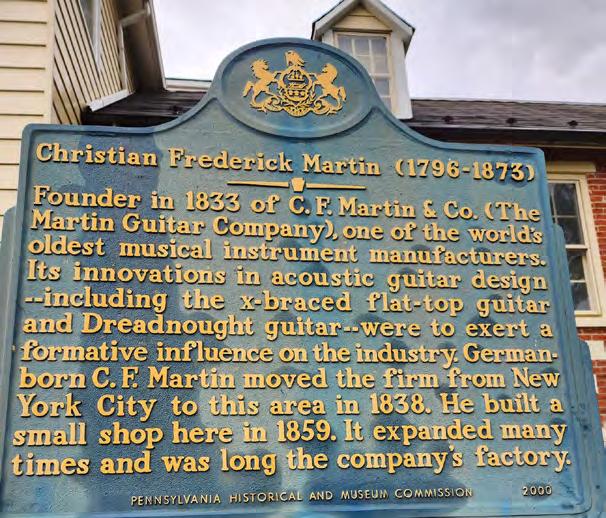 Christian Frederick Martin (1796-1873)
Founder in 1833 of C. F. Martin & Co. (The
Martin Guitar Company), one of the world's
oldest musical instrument manufacturers.
Its innovations in acoustic guitar design
--including the x-braced flat-top guitar
and Dreadnought guitar--were to exert a
formative influence on the industry. German-
born C. F. Martin moved the firm from New
York City to this area in 1838. He built a
small shop here in 1859. It expanded many
times and was long the company's factory.
PENNSYLVANIA HISTORICAL AND MUSEUM COMMISSION 2000